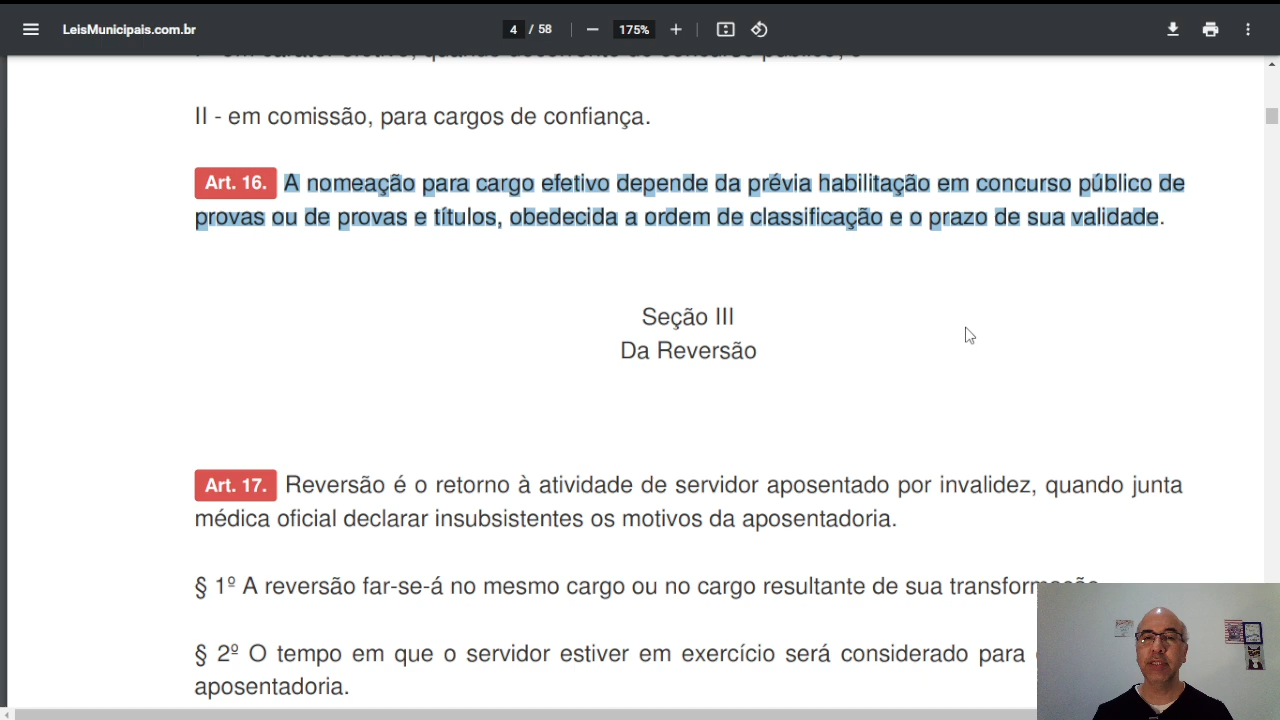 LeisMunicipais.com.br
4 / 58
175%
II - em comissão, para cargos de confiança.
Art. 16. A nomeação para cargo efetivo depende da prévia habilitação em concurso público de
provas ou de provas e títulos, obedecida a ordem de classificação e o prazo de sua validade.
Seção III
Da Reversão
Art. 17. Reversão é o retorno à atividade de servidor aposentado por invalidez, quando junta
médica oficial declarar insubsistentes os motivos da aposentadoria.
§ 1º A reversão far-se-á no mesmo cargo ou no cargo resultante de sua transformação
§ 2º O tempo em que o servidor estiver em exercício será considerado para
aposentadoria.